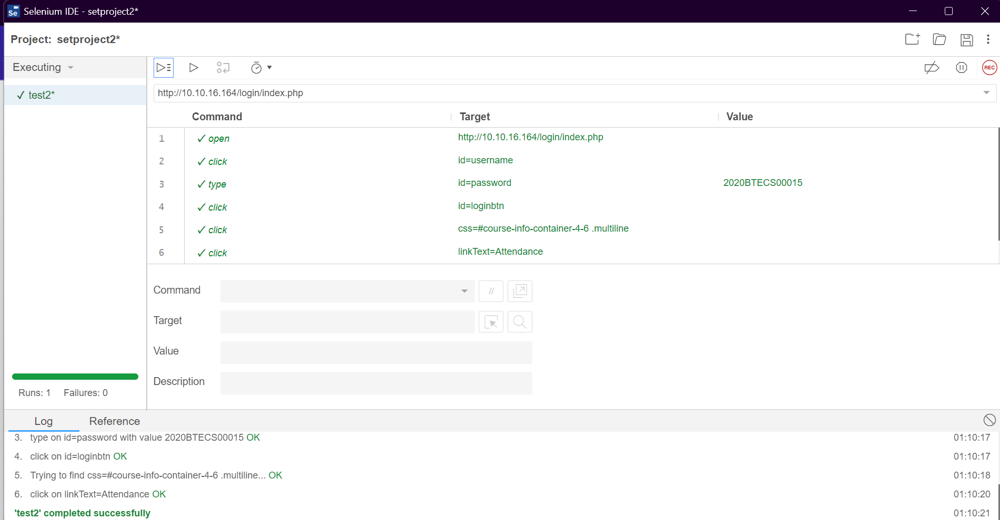 Se Selenium IDE - setproject2*
Project: setproject2*
Executing
✓ test2*
REC
http://10.10.16.164/login/index.php
Command Target Value
1 ✓ open http://10.10.16.164/login/index.php
2 ✓ click id=username
3 ✓ type id=password 2020BTECS00015
4 ✓ click id=loginbtn
5 ✓ click css=#course-info-container-4-6 .multiline
6 ✓ click linkText=Attendance
Command //
Target
Value
Description
Runs: 1 Failures: 0
Log Reference
3. type on id=password with value 2020BTECS00015 OK 01:10:17
4. click on id=loginbtn OK 01:10:17
5. Trying to find css=#course-info-container-4-6 .multiline... OK 01:10:18
6. click on linkText=Attendance OK 01:10:20
'test2' completed successfully 01:10:21